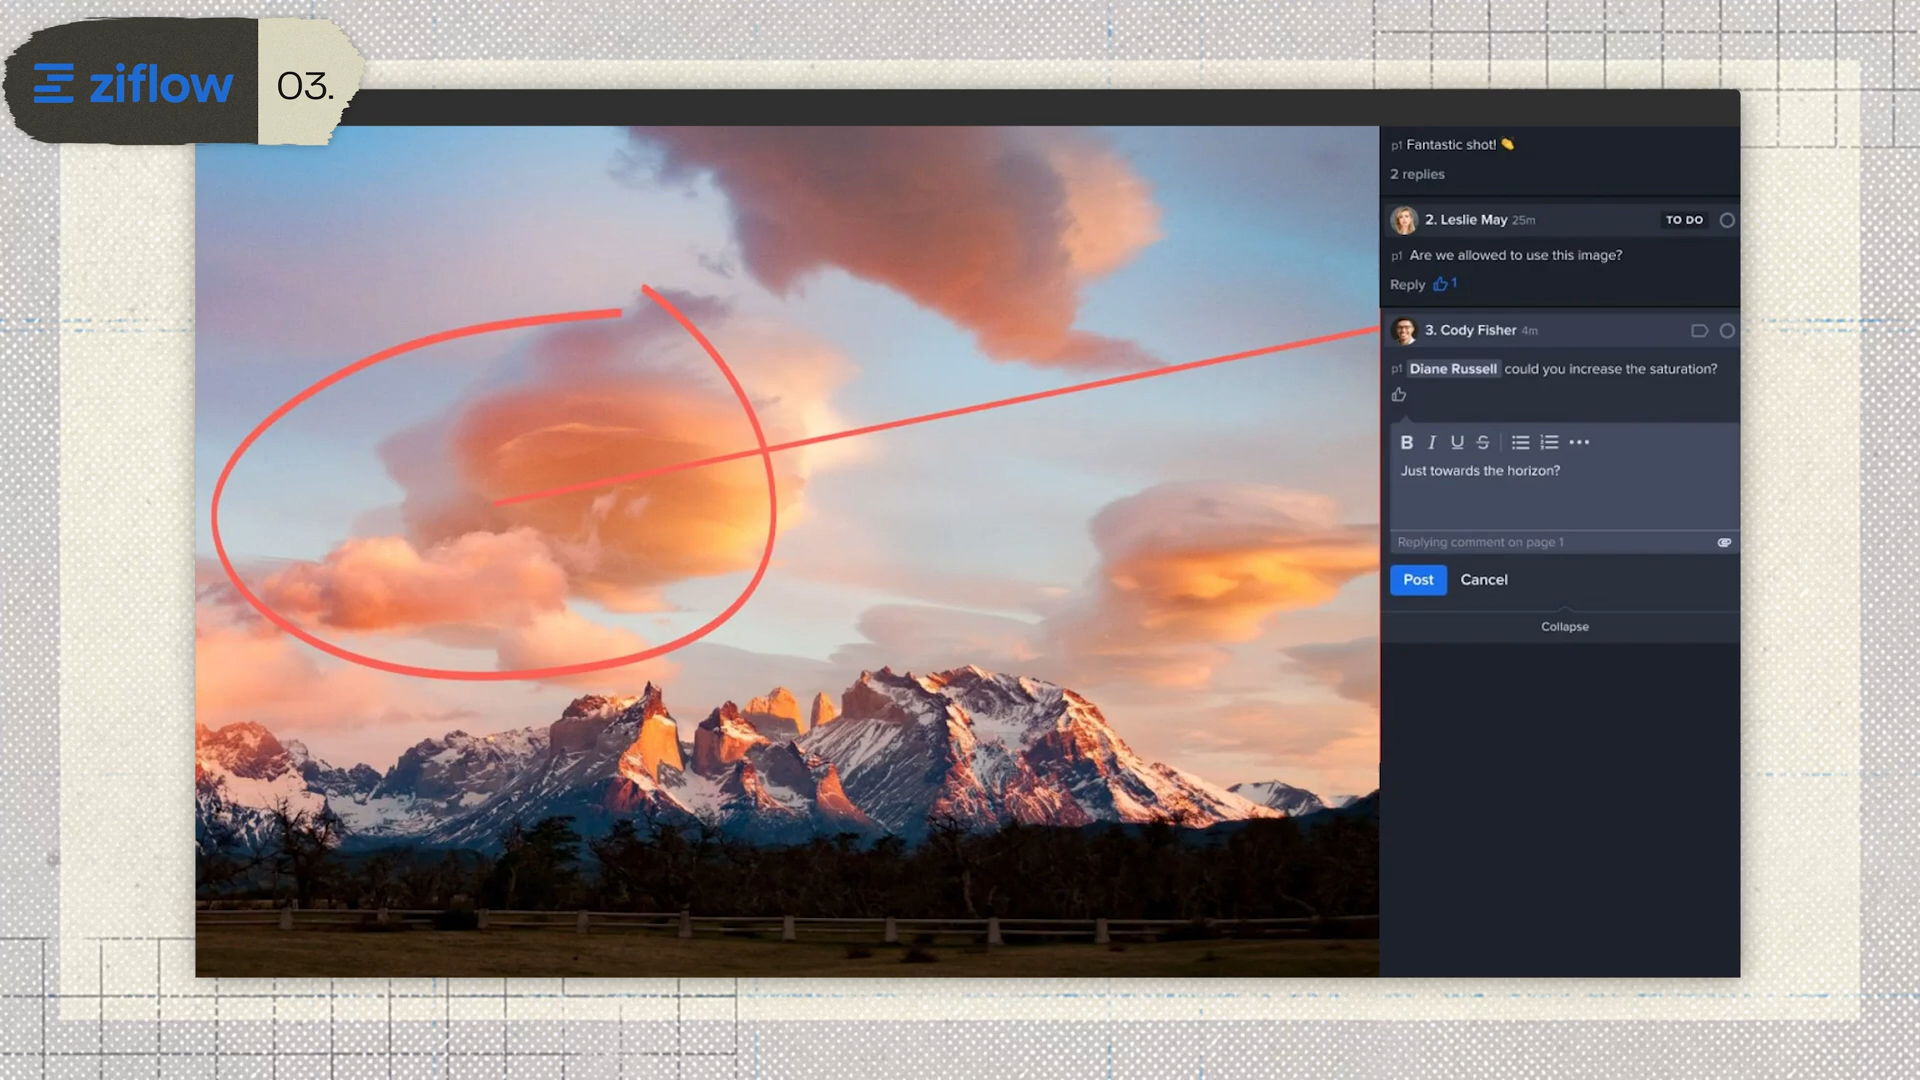 ziflow
03.
p1 Fantastic shot! 👏
2 replies
2. Leslie May 25m TO DO
p1 Are we allowed to use this image?
Reply 1
3. Cody Fisher 4m
p1 Diane Russell could you increase the saturation?
B I U S
Just towards the horizon?
Replying comment on page 1
Post Cancel
Collapse